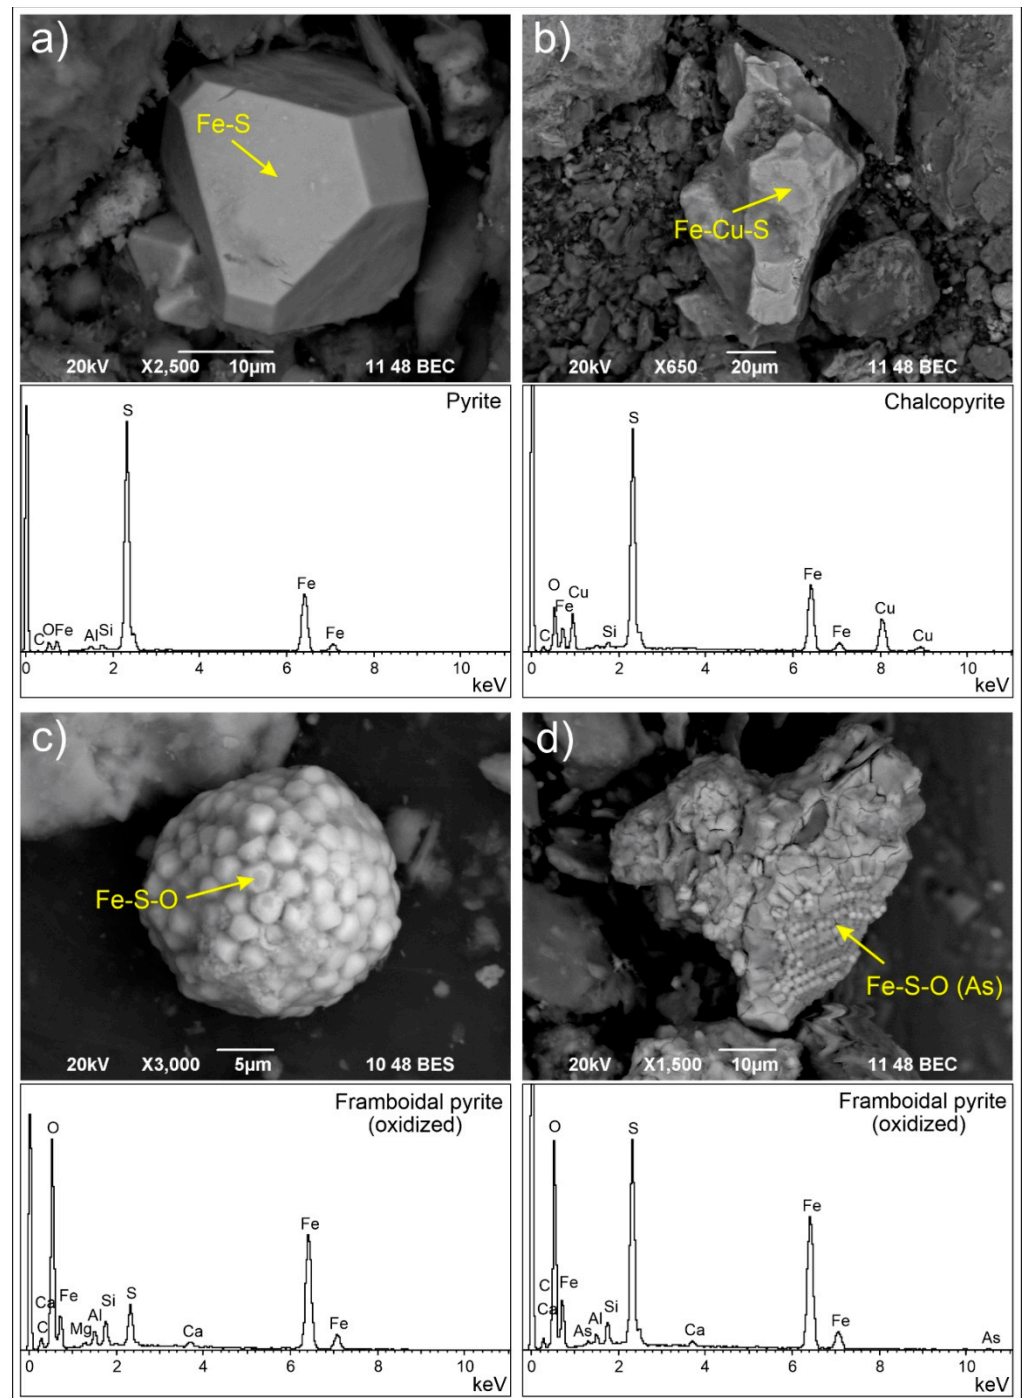 a)
Fe-S
20kV X2,500 10µm 11 48 BEC
b)
Fe-Cu-S
20kV X650 20µm 11 48 BEC
Pyrite
S
Fe
Fe
C O Fe Al Si
0 2 4 6 8 10
keV
Chalcopyrite
S
O Fe Cu
C
Si
Fe
Fe
Cu
Cu
0 2 4 6 8 10
keV
c)
Fe-S-O
20kV X3,000 5µm 10 48 BES
d)
Fe-S-O (As)
20kV X1,500 10µm 11 48 BEC
Framboidal pyrite
(oxidized)
O
Fe
Ca Fe
C Mg Al Si S
Ca
Fe
0 2 4 6 8 10
keV
Framboidal pyrite
(oxidized)
O
S
Fe
C Fe
Ca
As Al Si
Ca
Fe
As
0 2 4 6 8 10
keV